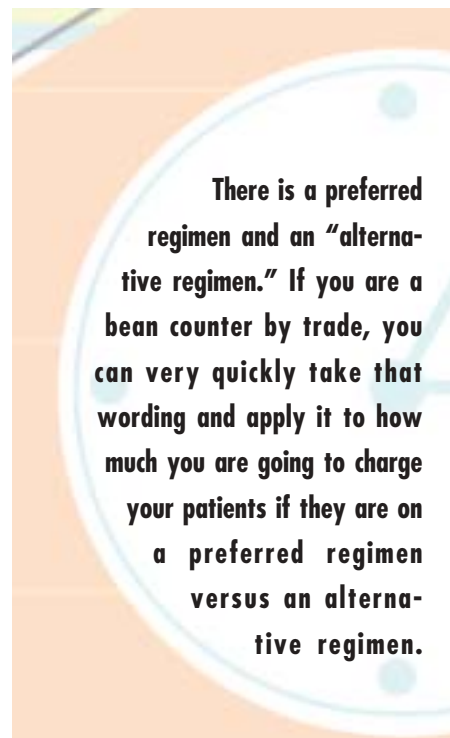 There is a preferred
regimen and an “alterna-
tive regimen.” If you are a
bean counter by trade, you
can very quickly take that
wording and apply it to how
much you are going to charge
your patients if they are on
a preferred regimen
versus an alterna-
tive regimen.